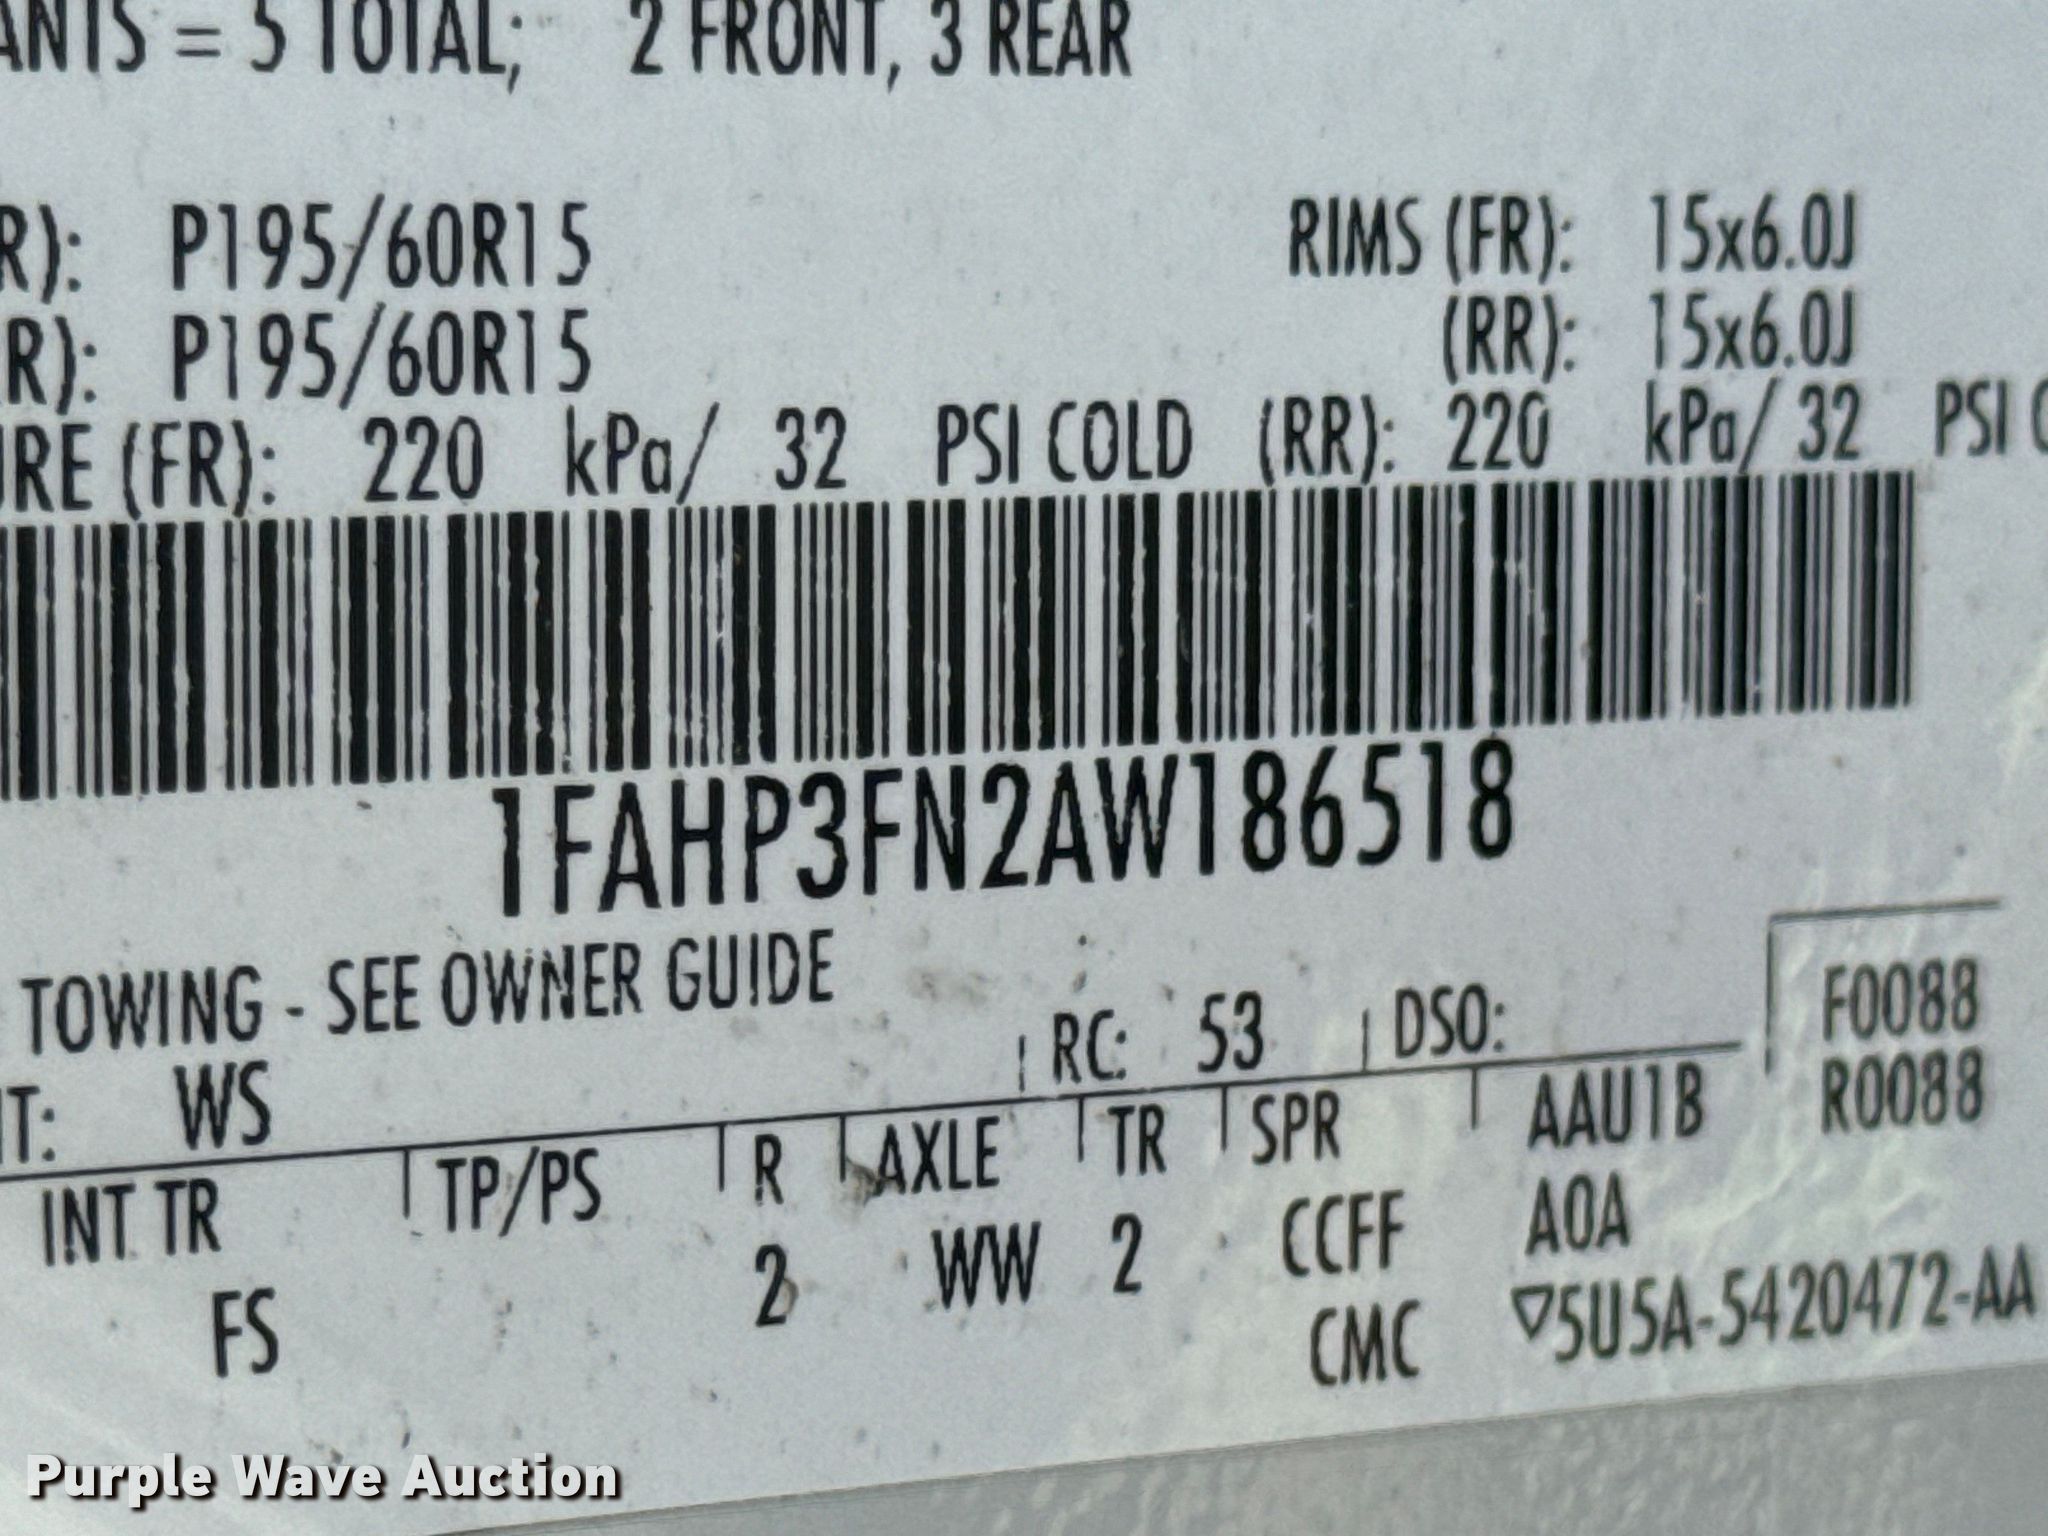 ANTS = 5 TOTAL; 2 FRONT, 3 REAR
R): P195/60R15 RIMS (FR): 15x6.0J
R): P195/60R15 (RR): 15x6.0J
URE (FR): 220 kPa/ 32 PSI COLD (RR): 220 kPa/ 32 PSI C
1FAHP3FN2AW186518
TOWING - SEE OWNER GUIDE
RC: 53 DSO:
F0088
R0088
NT: WS
INT TR TP/PS R AXLE TR SPR AAU1B
FS 2 WW 2 CCFF A0A
CMC ▽5U5A-5420472-AA
Purple Wave Auction